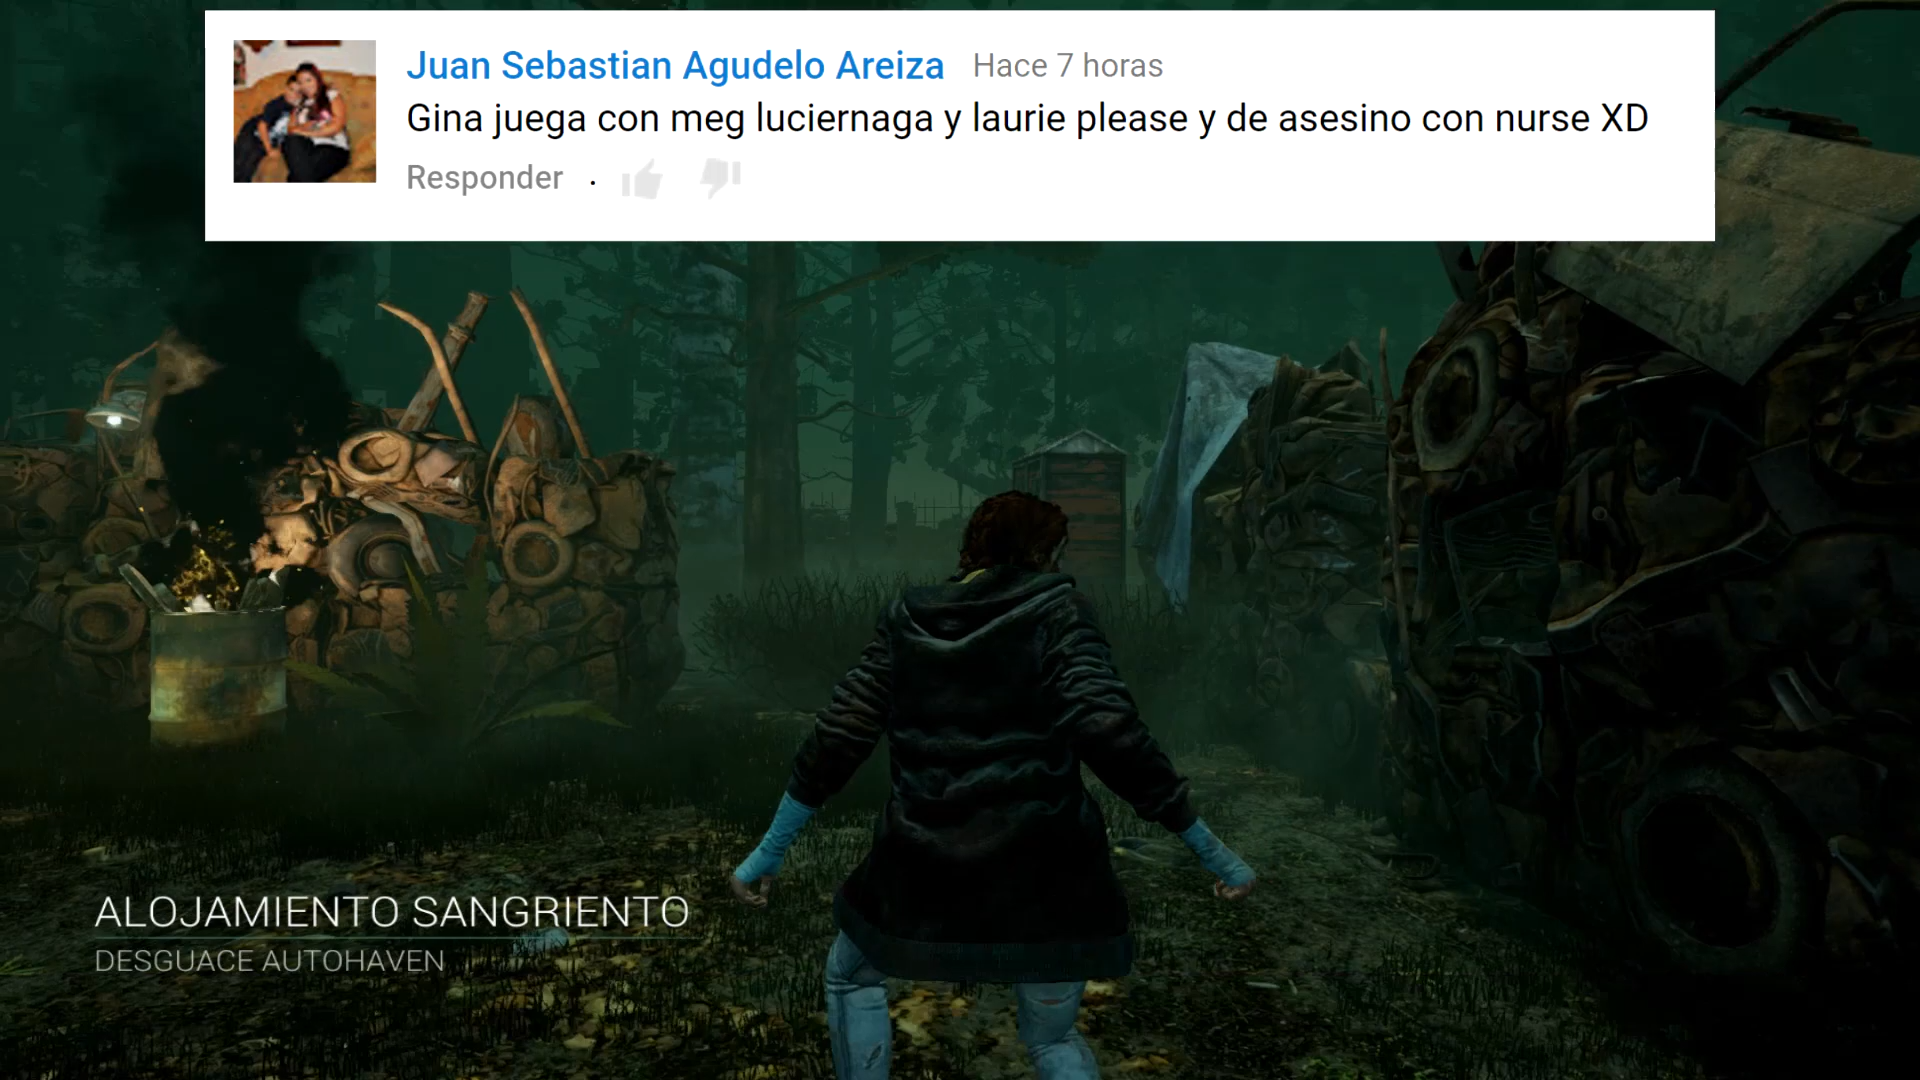 Juan Sebastian Agudelo Areiza Hace 7 horas
Gina juega con meg luciernaga y laurie please y de asesino con nurse XD
Responder .
ALOJAMIENTO SANGRIENTO
DESGUACE AUTOHAVEN